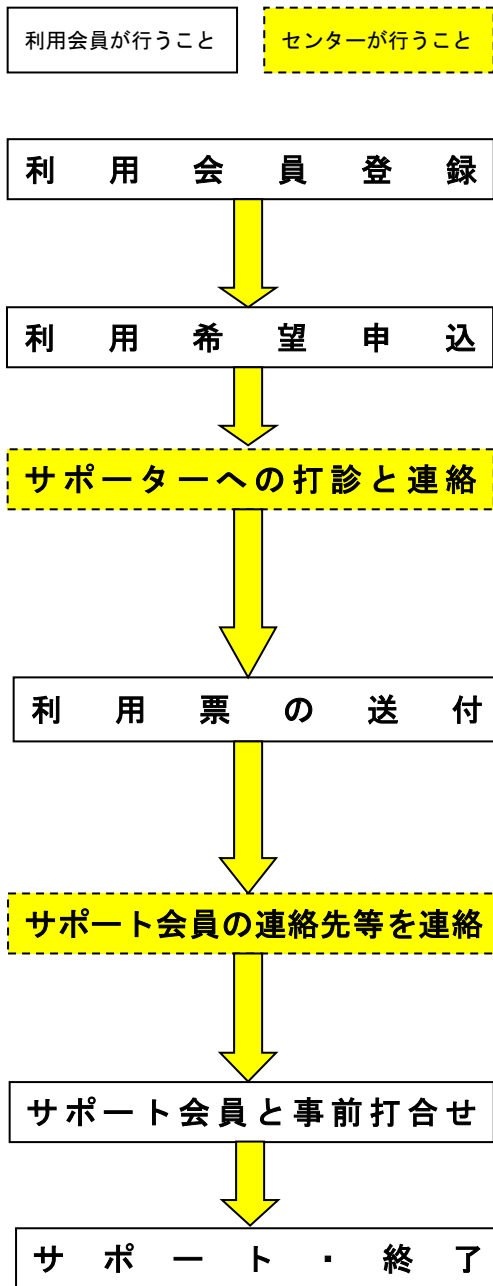 利用会員が行うこと
センターが行うこと
利用会員登録
利用希望申込
サポーターへの打診と連絡
利用票の送付
サポート会員の連絡先等を連絡
サポート会員と事前打合せ
サポート・終了